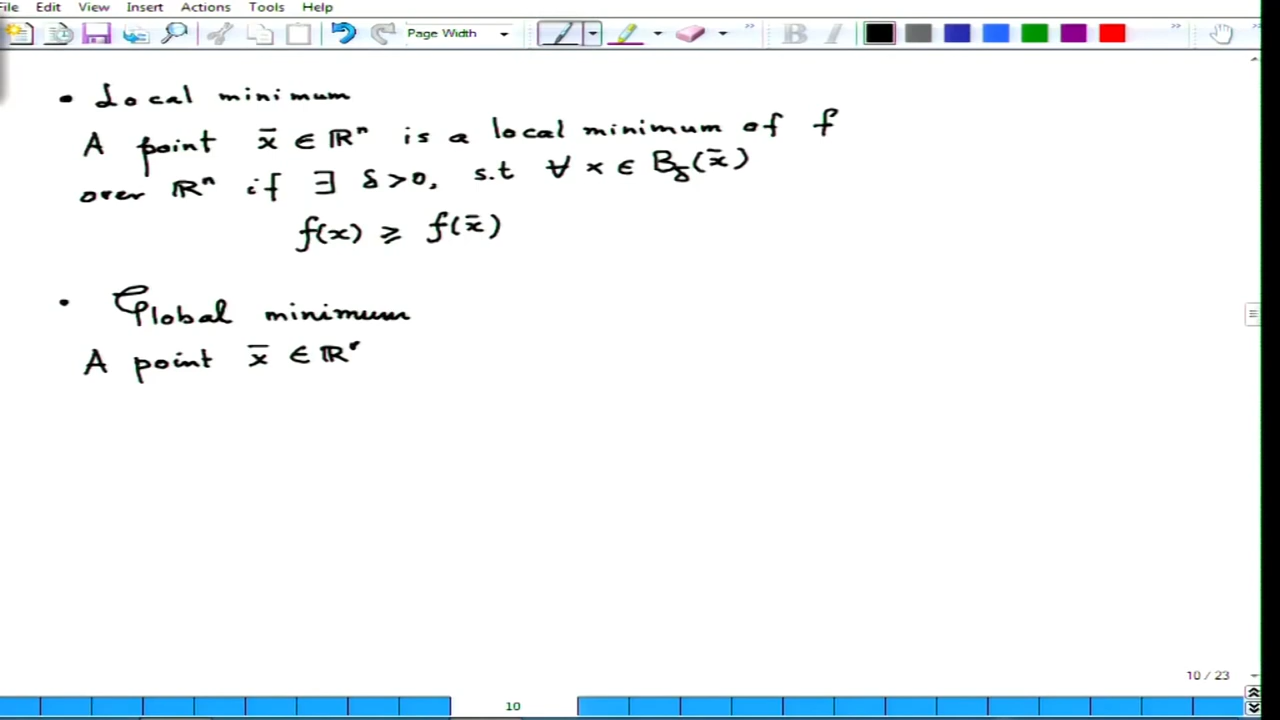 File Edit View Insert Actions Tools Help
Page Width
B I
• Local minimum
A point x̄ ∈ ℝⁿ is a local minimum of f
over ℝⁿ if ∃ δ > 0, s.t ∀ x ∈ B_δ(x̄)
f(x) ⩾ f(x̄)
• Global minimum
A point x̄ ∈ ℝ
10 / 23
10